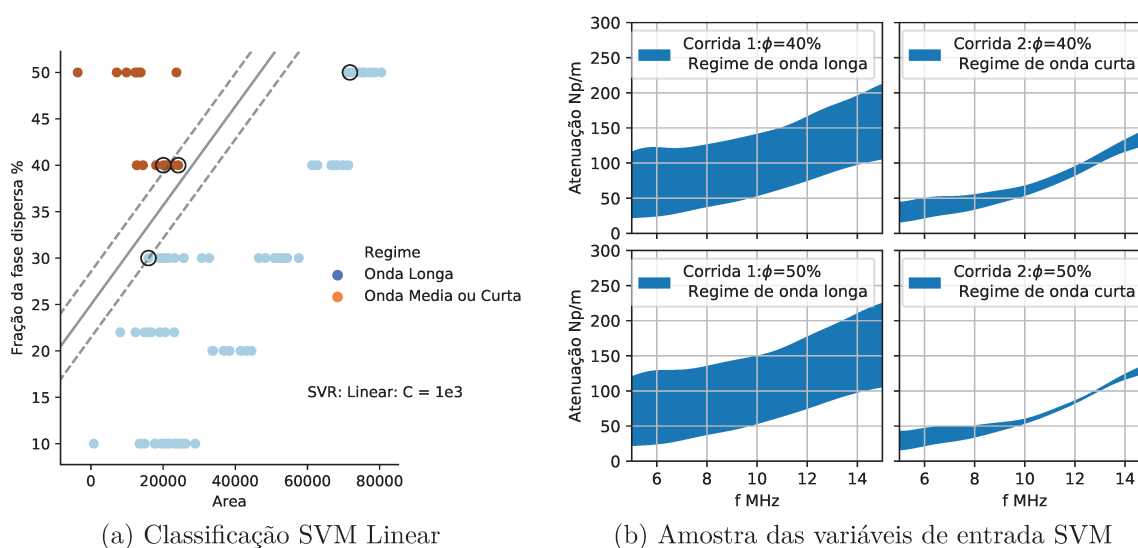 Fração da fase dispersa %
50
45
40
35
30
25
20
15
10
0
20000
40000
60000
80000
Area
Regime
Onda Longa
Onda Media ou Curta
SVR: Linear: C = 1e3
(a) Classificação SVM Linear
Atenuação Np/m
300
250
200
150
100
50
0
Corrida 1:ϕ=40%
Regime de onda longa
Corrida 2:ϕ=40%
Regime de onda curta
Atenuação Np/m
300
250
200
150
100
50
0
Corrida 1:ϕ=50%
Regime de onda longa
Corrida 2:ϕ=50%
Regime de onda curta
6 8 10 12 14
6 8 10 12 14
f MHz
f MHz
(b) Amostra das variáveis de entrada SVM